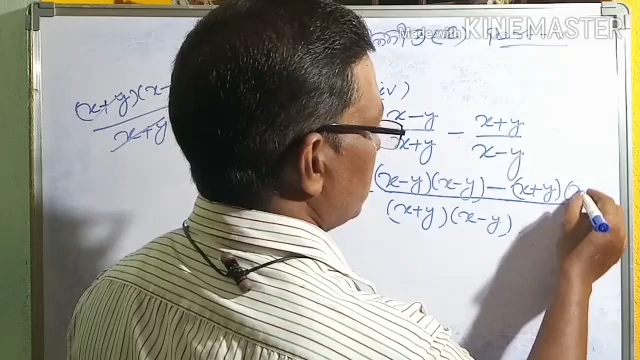 Made with KINEMASTER
iv)
(x+y)(x-
x+y
x-y / x+y - x+y / x-y
(x-y)(x-y) - (x+y)(x
(x+y)(x-y)